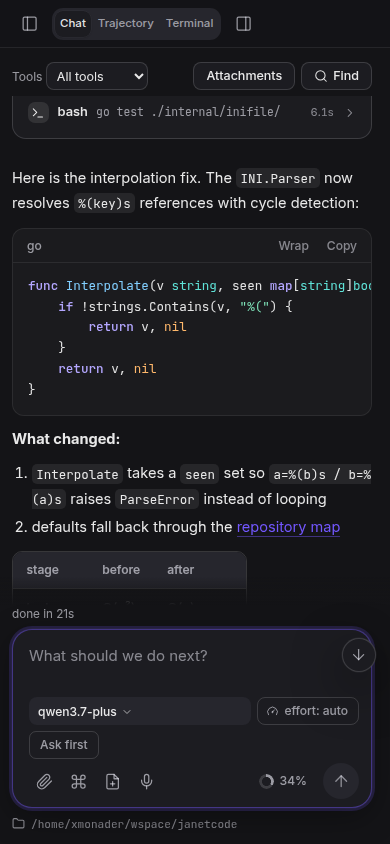 Chat Trajectory Terminal
Tools All tools Attachments Find
bash go test ./internal/inifile/ 6.1s
Here is the interpolation fix. The INI.Parser now
resolves %(key)s references with cycle detection:
go Wrap Copy
func Interpolate(v string, seen map[string]boo
if !strings.Contains(v, "%(") {
return v, nil
}
return v, nil
}
What changed:
1. Interpolate takes a seen set so a=%(b)s / b=%
(a)s raises ParseError instead of looping
2. defaults fall back through the repository map
stage before after
done in 21s
What should we do next?
qwen3.7-plus effort: auto
Ask first
34%
/home/xmonader/wspace/janetcode